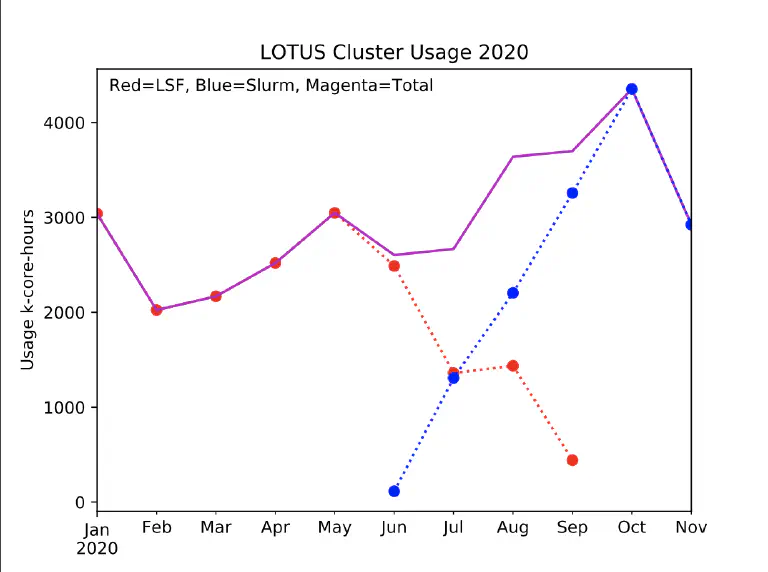 LOTUS Cluster Usage 2020
Red=LSF, Blue=Slurm, Magenta=Total
4000
3000
2000
1000
0
Usage k-core-hours
Jan Feb Mar Apr May Jun Jul Aug Sep Oct Nov
2020